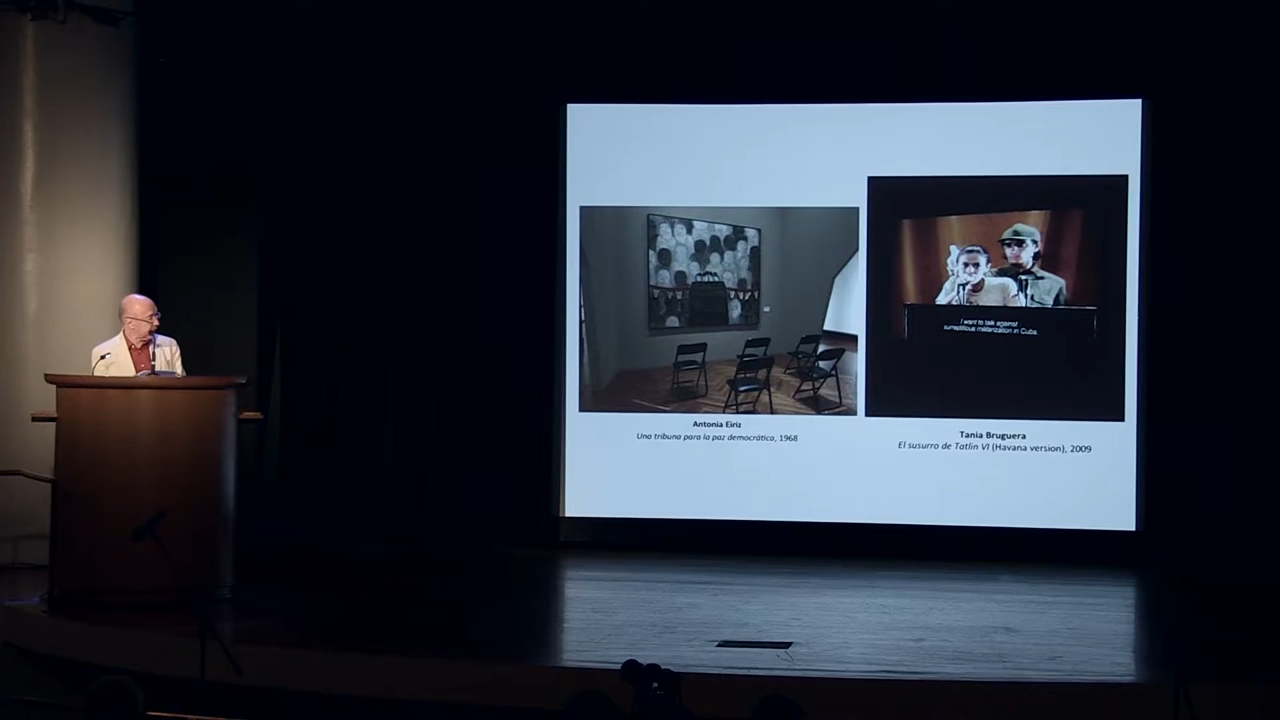 I want to talk against
surreptitious militarization in Cuba.
Antonia Eiriz
Una tribuna para la paz democrática, 1968
Tania Bruguera
El susurro de Tatlin VI (Havana version), 2009